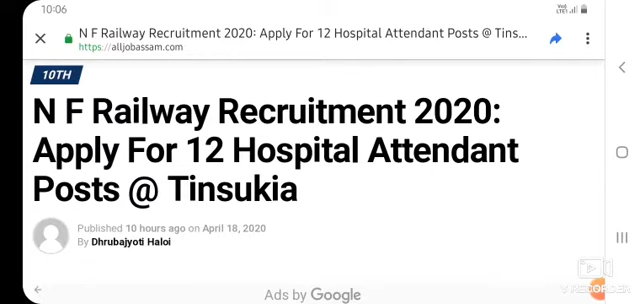 10:06
N F Railway Recruitment 2020: Apply For 12 Hospital Attendant Posts @ Tins...
https://alljobassam.com
10TH
N F Railway Recruitment 2020:
Apply For 12 Hospital Attendant
Posts @ Tinsukia
Published 10 hours ago on April 18, 2020
By Dhrubajyoti Haloi
Ads by Google